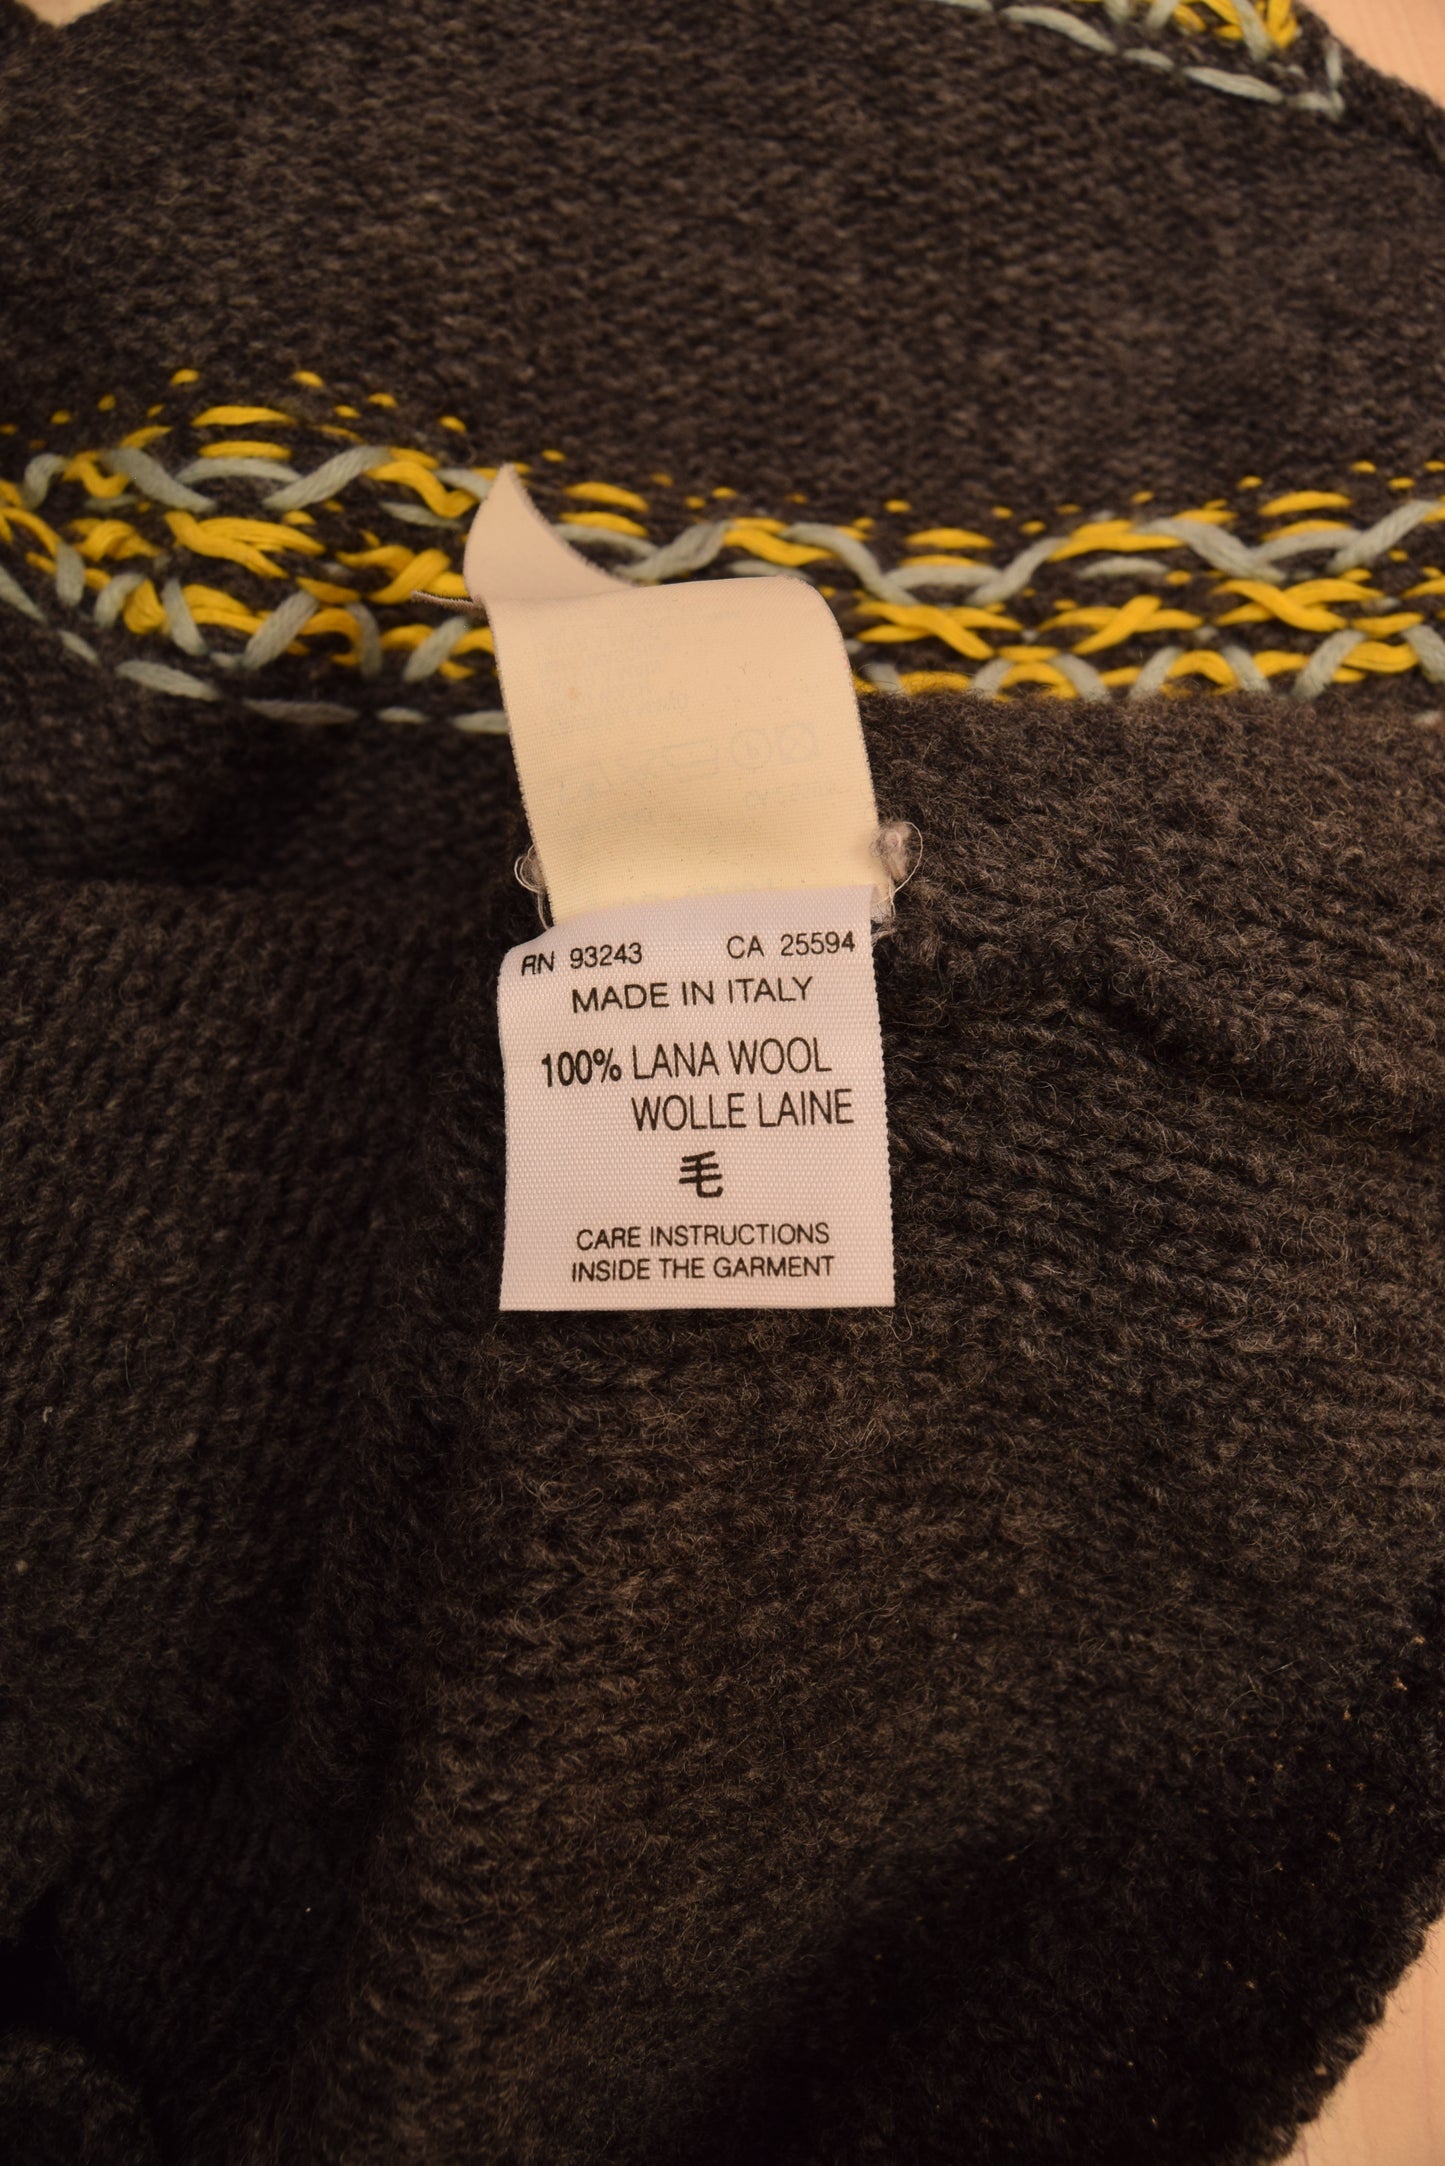 RN 93243 CA 25594
MADE IN ITALY
100% LANA WOOL
WOLLE LAINE
毛
CARE INSTRUCTIONS
INSIDE THE GARMENT